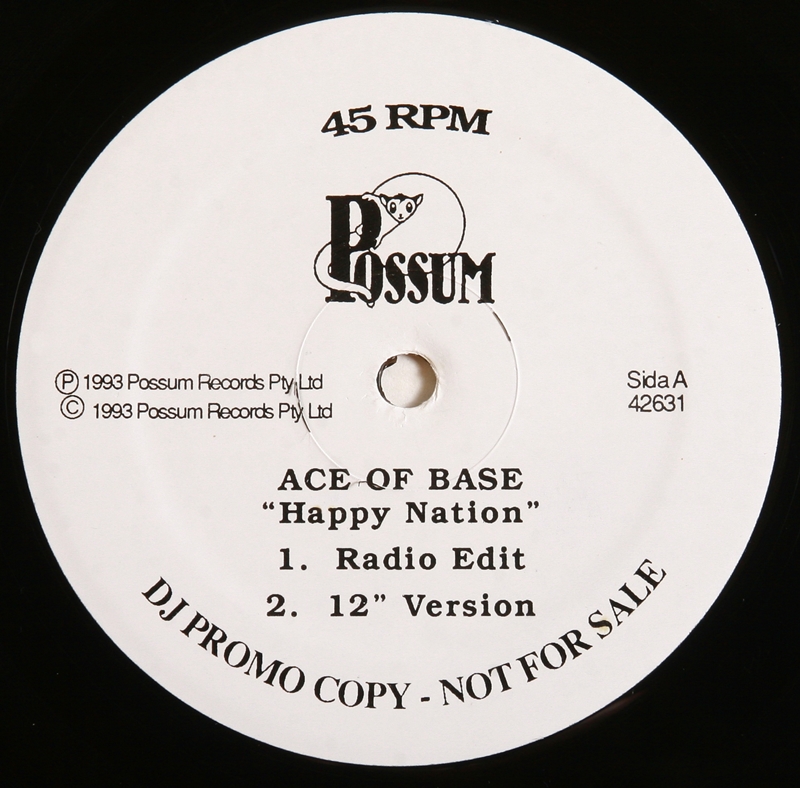 45 RPM
POSSUM
Ⓟ 1993 Possum Records Pty Ltd
© 1993 Possum Records Pty Ltd
Sida A
42631
ACE OF BASE
“Happy Nation”
1. Radio Edit
2. 12” Version
DJ PROMO COPY - NOT FOR SALE